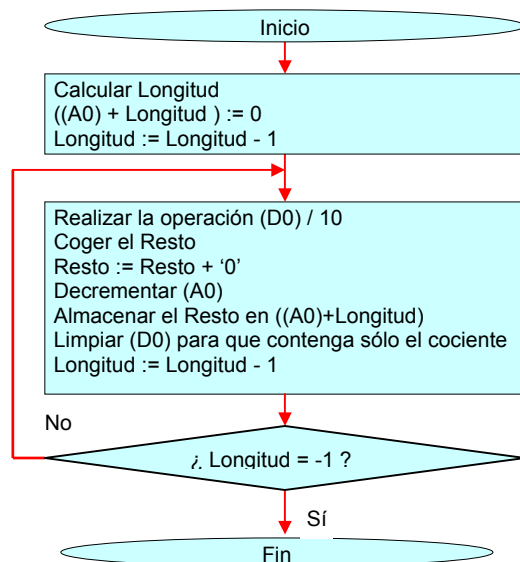 Inicio
Calcular Longitud
((A0) + Longitud ) := 0
Longitud := Longitud - 1
Realizar la operación (D0) / 10
Coger el Resto
Resto := Resto + ‘0’
Decrementar (A0)
Almacenar el Resto en ((A0)+Longitud)
Limpiar (D0) para que contenga sólo el cociente
Longitud := Longitud - 1
No
¿ Longitud = -1 ?
Sí
Fin